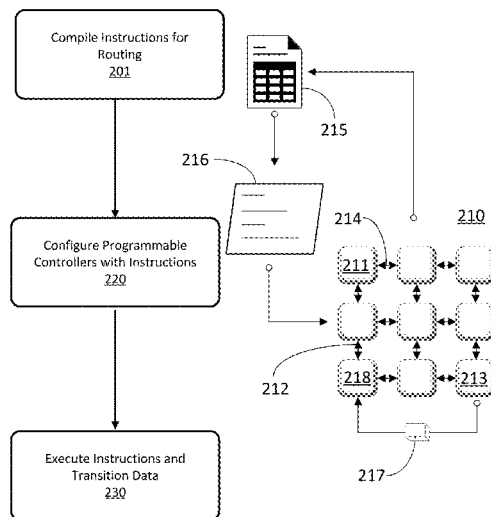 Compile Instructions for
Routing
201
215
216
214
210
211
Configure Programmable
Controllers with Instructions
220
212
218
213
217
Execute Instructions and
Transition Data
230